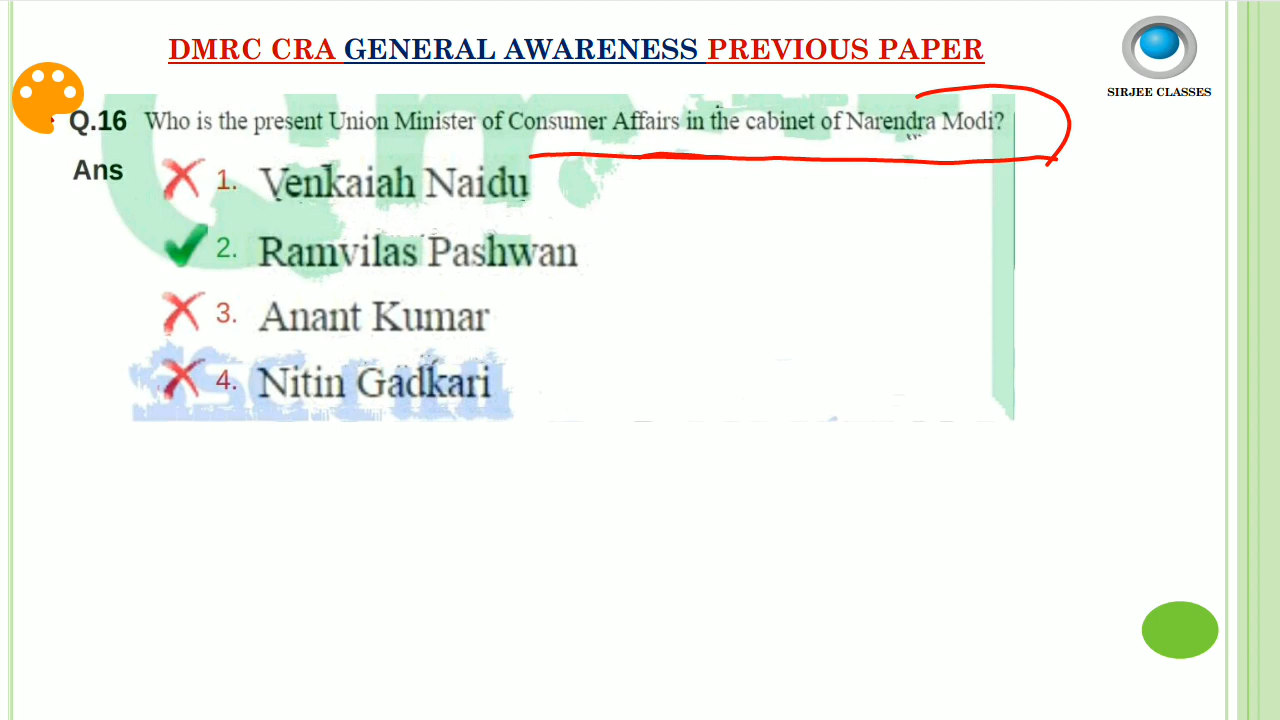 DMRC CRA GENERAL AWARENESS PREVIOUS PAPER
SIRJEE CLASSES
Q.16 Who is the present Union Minister of Consumer Affairs in the cabinet of Narendra Modi?
Ans
1. Venkaiah Naidu
2. Ramvilas Pashwan
3. Anant Kumar
4. Nitin Gadkari